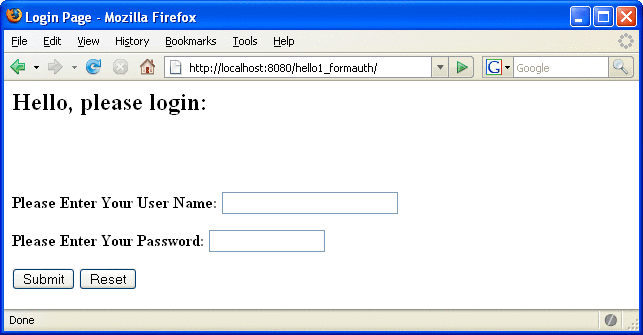 Login Page - Mozilla Firefox
File Edit View History Bookmarks Tools Help
http://localhost:8080/hello1_formauth/ G Google
Hello, please login:
Please Enter Your User Name:
Please Enter Your Password:
Submit Reset
Done